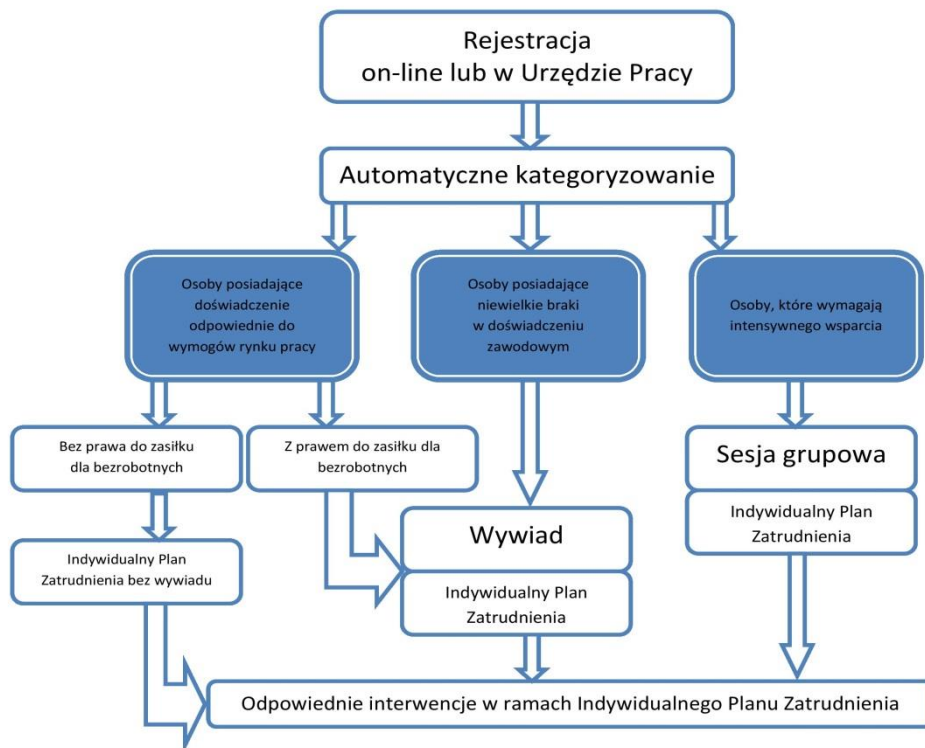 Rejestracja
on-line lub w Urzędzie Pracy
Automatyczne kategoryzowanie
Osoby posiadające
doświadczenie
odpowiednie do
wymogów rynku pracy
Osoby posiadające
niewielkie braki
w doświadczeniu
zawodowym
Osoby, które wymagają
intensywnego wsparcia
Bez prawa do zasiłku
dla bezrobotnych
Z prawem do zasiłku dla
bezrobotnych
Sesja grupowa
Indywidualny Plan
Zatrudnienia
Wywiad
Indywidualny Plan
Zatrudnienia
Indywidualny Plan
Zatrudnienia bez wywiadu
Odpowiednie interwencje w ramach Indywidualnego Planu Zatrudnienia